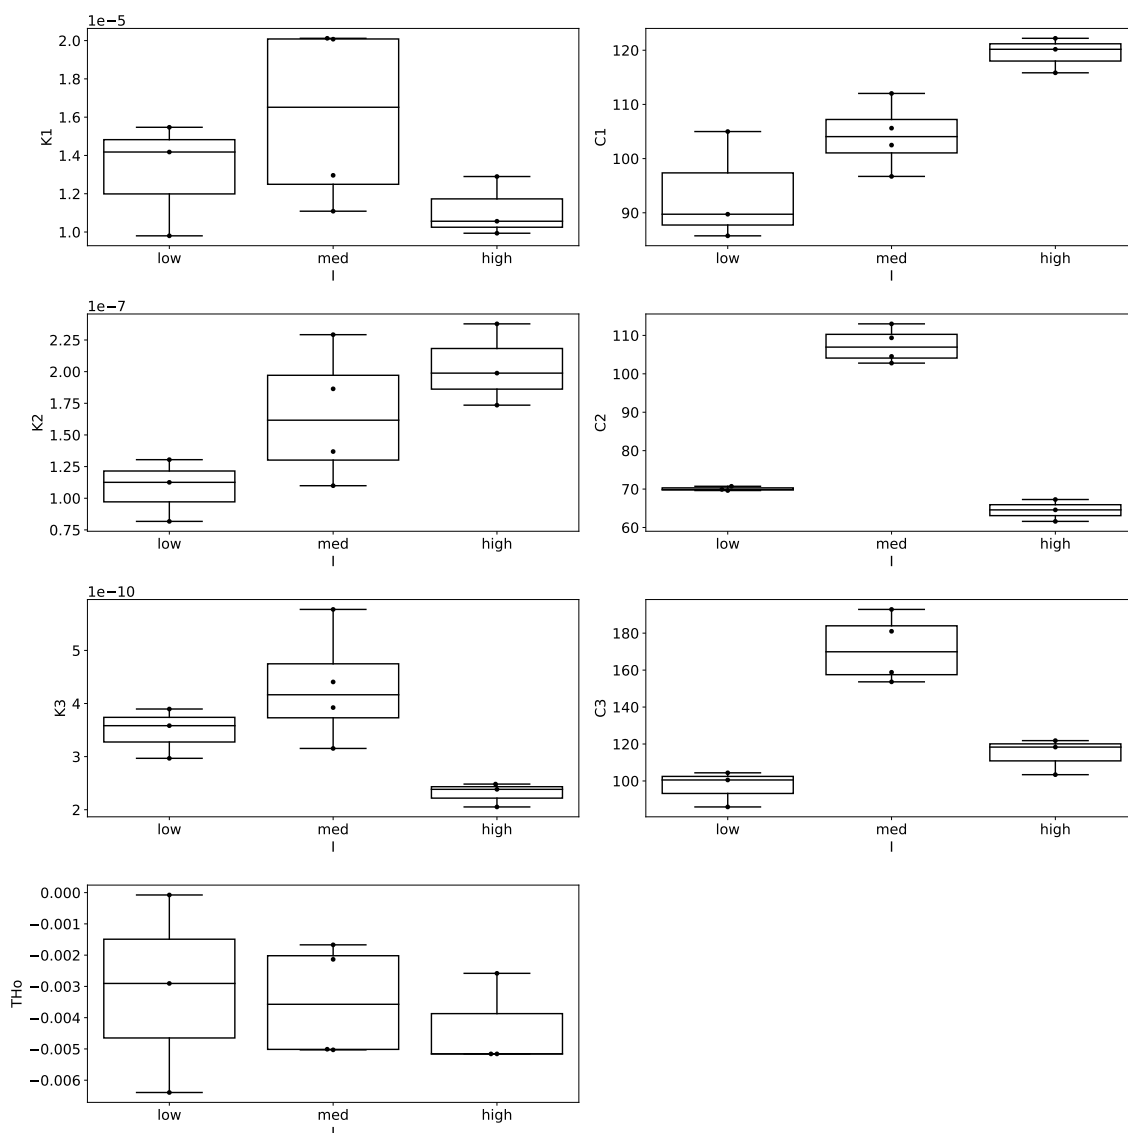 1e−5
2.0
1.8
1.6
1.4
1.2
1.0
K1
low med high
I
120
110
100
90
C1
low med high
I
1e−7
2.25
2.00
1.75
1.50
1.25
1.00
0.75
K2
low med high
I
110
100
90
80
70
60
C2
low med high
I
1e−10
5
4
3
2
K3
low med high
I
180
160
140
120
100
C3
low med high
I
0.000
−0.001
−0.002
−0.003
−0.004
−0.005
−0.006
THo
low med high
I